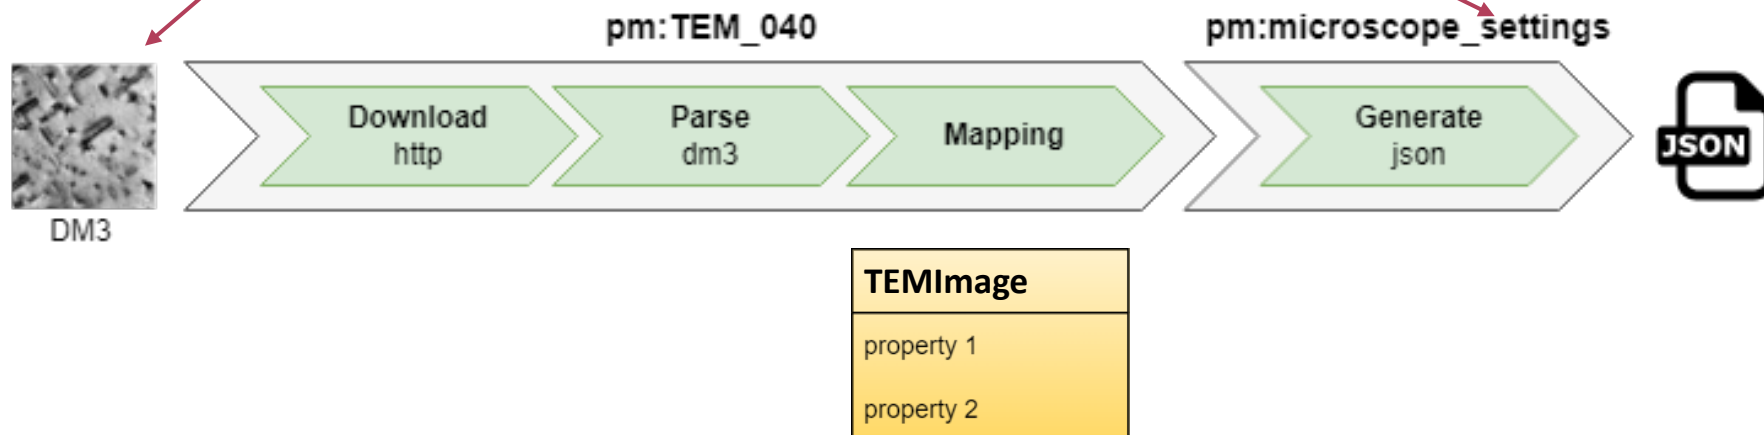 pm:TEM_040
pm:microscope_settings
Download
http
Parse
dm3
Mapping
Generate
json
JSON
DM3
TEMImage
property 1
property 2